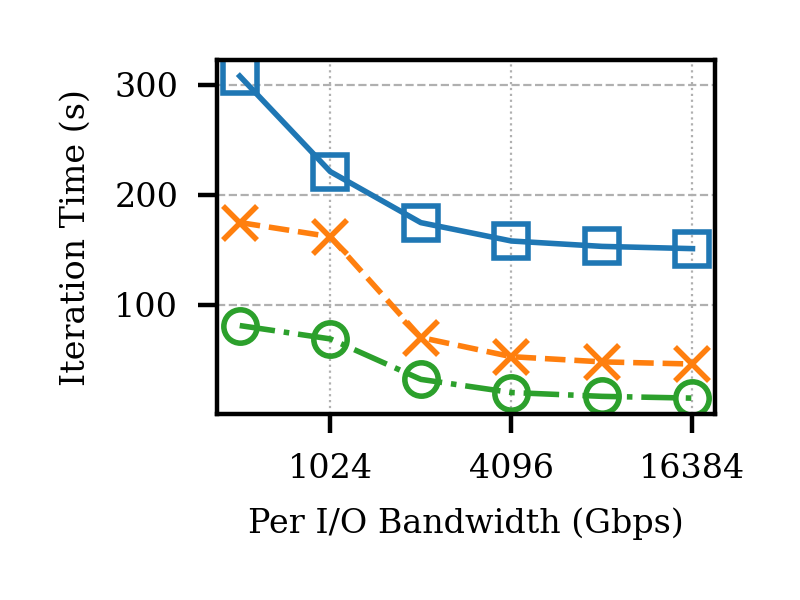 Iteration Time (s)
300
200
100
1024 4096 16384
Per I/O Bandwidth (Gbps)